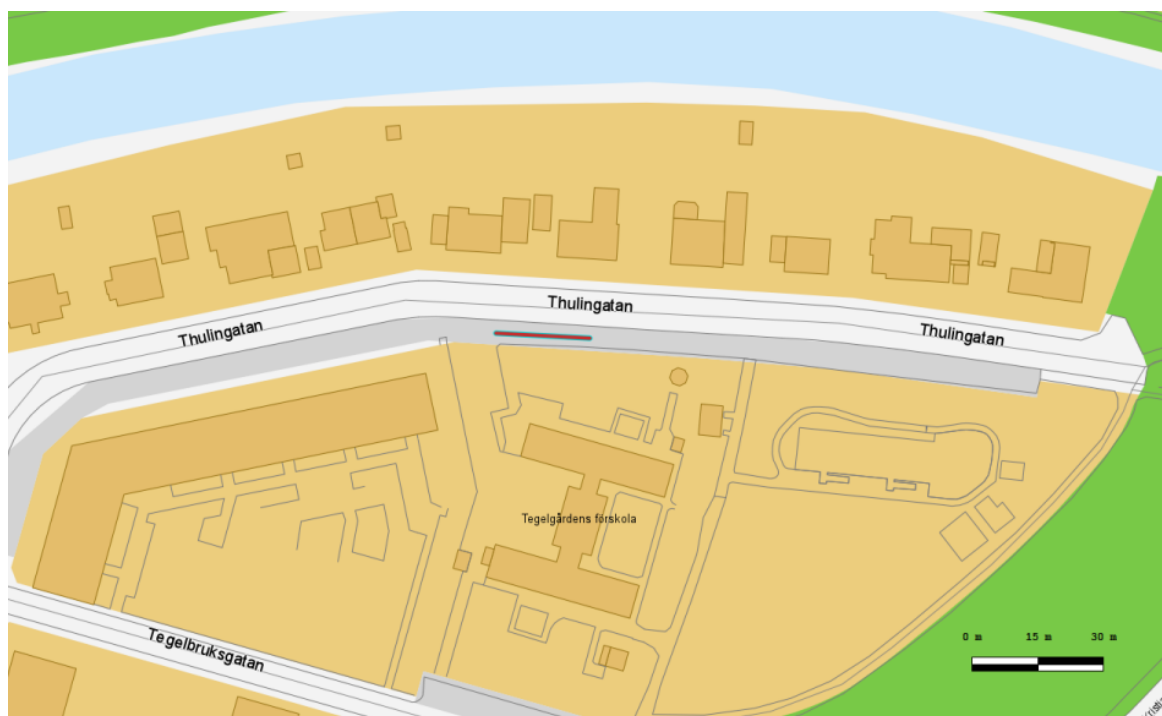 Thulingatan
Thulingatan
Thulingatan
Tegelgårdens förskola
Tegelbruksgatan
0 m 15 m 30 m